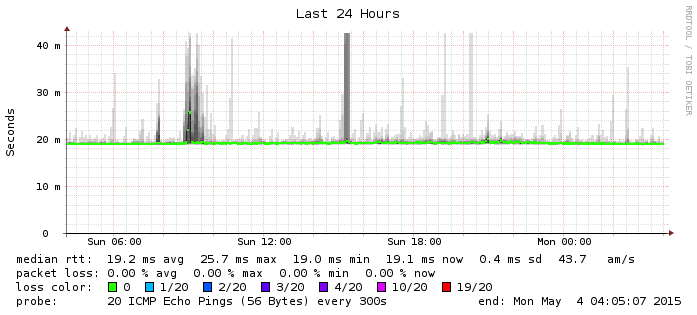 Last 24 Hours
RRDTOOL / TOBI OETIKER
Seconds
40 m
30 m
20 m
10 m
0
Sun 06:00 Sun 12:00 Sun 18:00 Mon 00:00
median rtt: 19.2 ms avg 25.7 ms max 19.0 ms min 19.1 ms now 0.4 ms sd 43.7 am/s
packet loss: 0.00 % avg 0.00 % max 0.00 % min 0.00 % now
loss color: 0 1/20 2/20 3/20 4/20 10/20 19/20
probe: 20 ICMP Echo Pings (56 Bytes) every 300s end: Mon May 4 04:05:07 2015